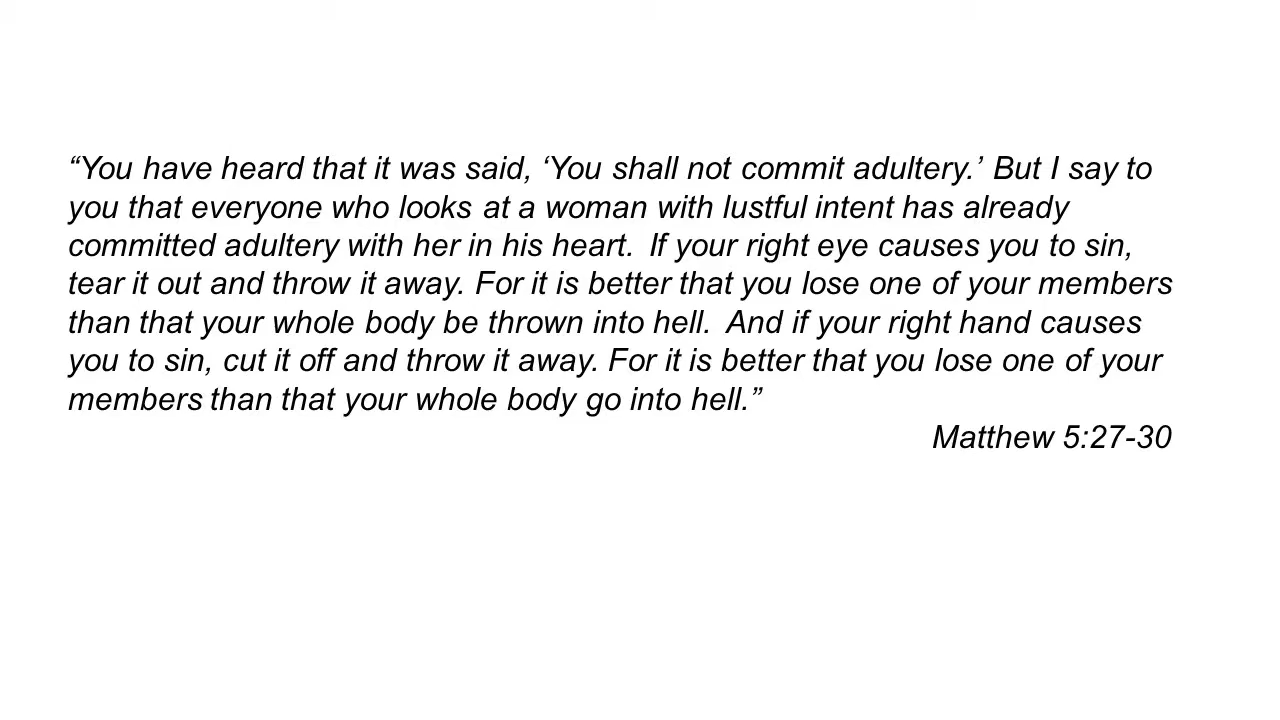 “You have heard that it was said, ‘You shall not commit adultery.’ But I say to
you that everyone who looks at a woman with lustful intent has already
committed adultery with her in his heart.  If your right eye causes you to sin,
tear it out and throw it away. For it is better that you lose one of your members
than that your whole body be thrown into hell.  And if your right hand causes
you to sin, cut it off and throw it away. For it is better that you lose one of your
members than that your whole body go into hell.”
Matthew 5:27-30